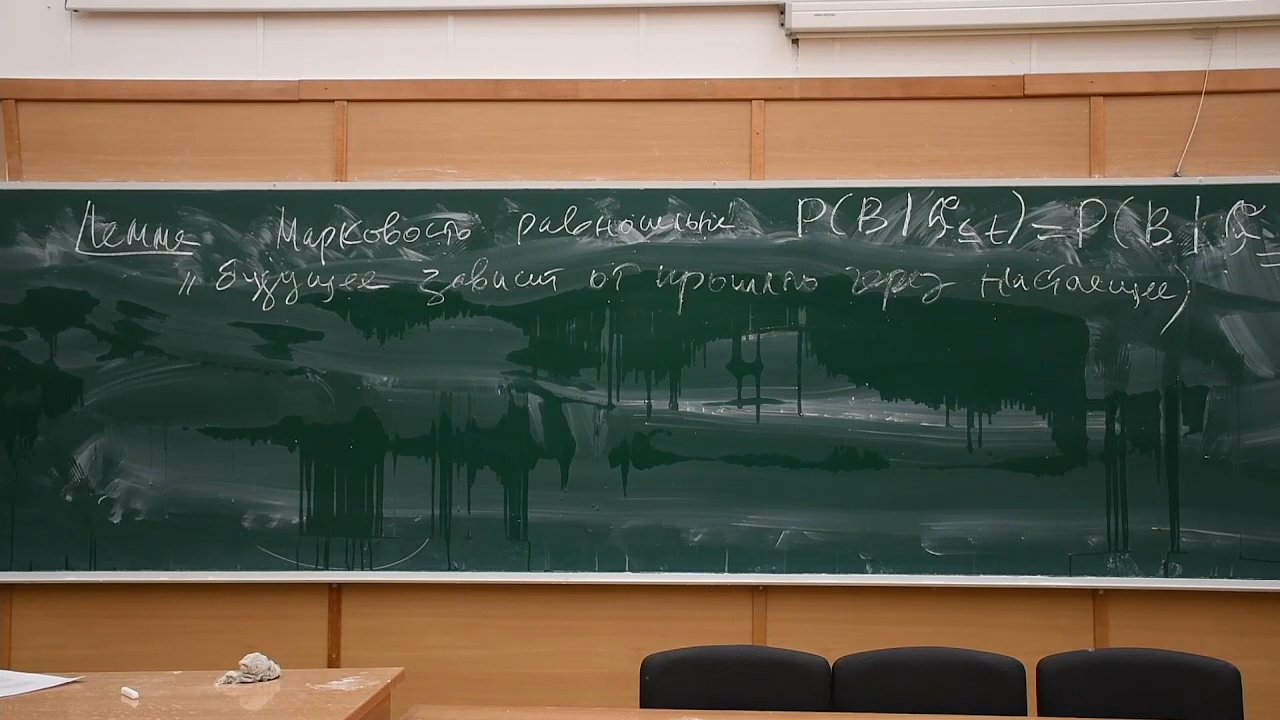 Лемма Марковость равносильна P(B | 𝓕≤t) = P(B | 𝓕=
"Будущее зависит от прошлого через настоящее)